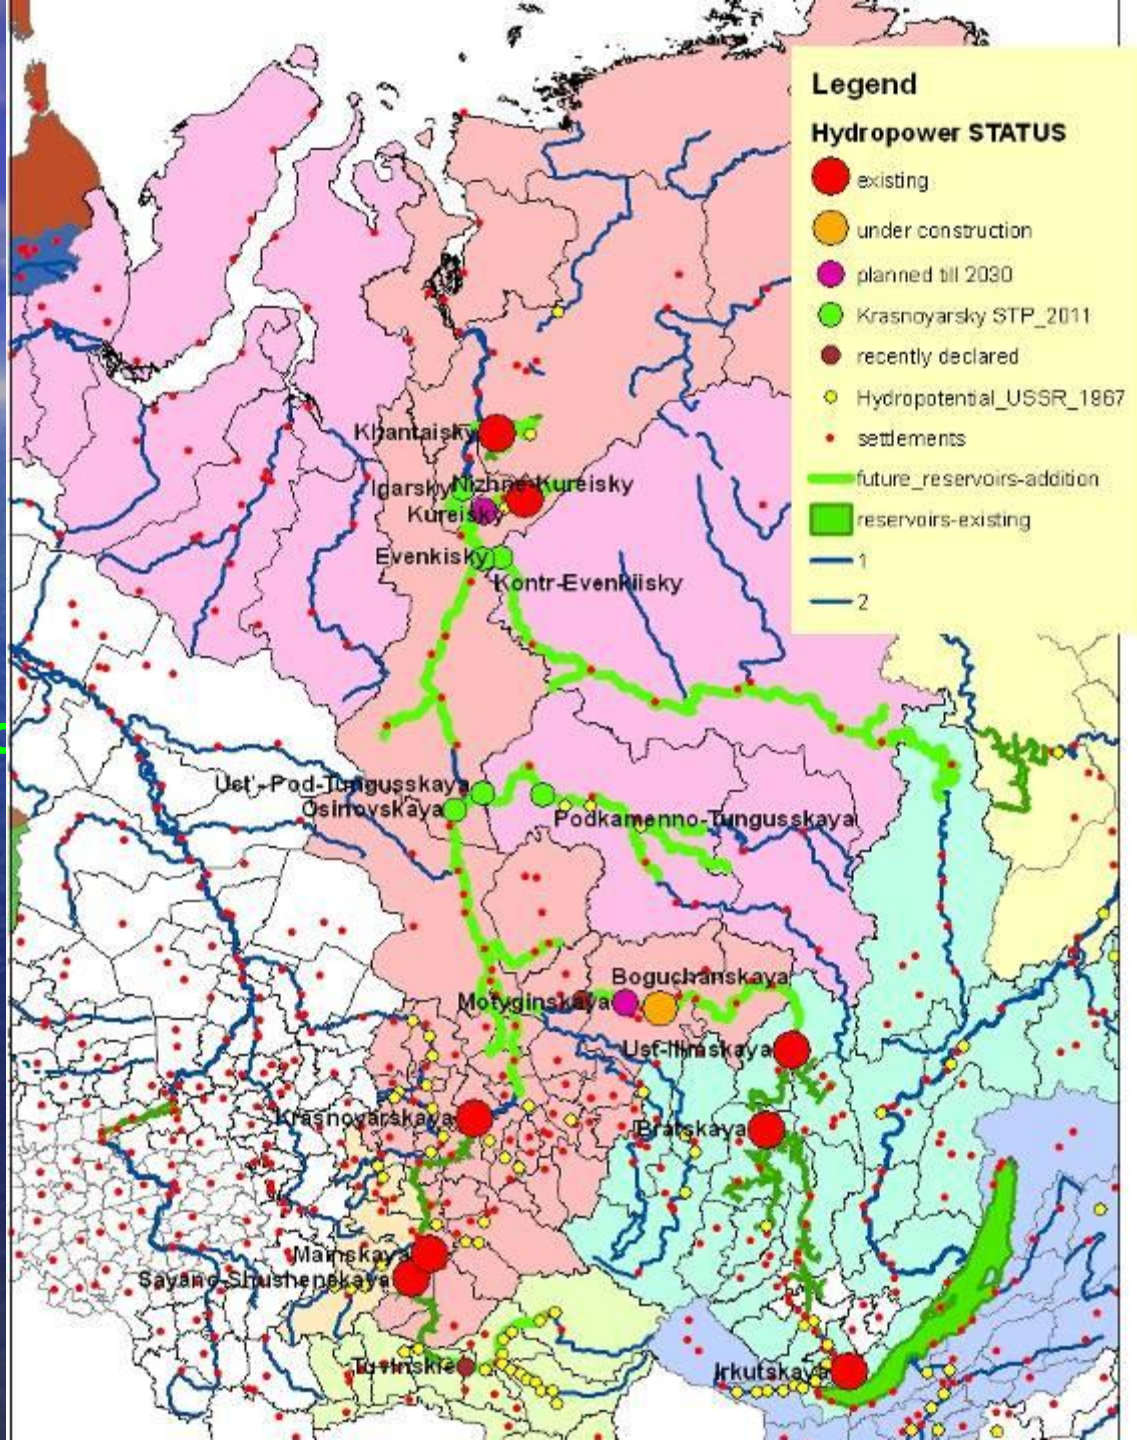 Legend
Hydropower STATUS
existing
under construction
planned till 2030
Krasnoyarsky STP_2011
recently declared
Hydropotential_USSR_1967
settlements
future_reservoirs-addition
reservoirs-existing
1
2
Khantaisky
Igarsky
Nizhne-Kureisky
Kureisky
Evenkisky
Kontr-Evenkiisky
Ust'-Pod-Tungusskaya
Osinovskaya
Podkamenno-Tungusskaya
Boguchanskaya
Motyginskaya
Ust-Ilimskaya
Krasnoyarskaya
Bratskaya
Mainskaya
Sayano-Shushenskaya
Tuvinskie
Irkutskaya